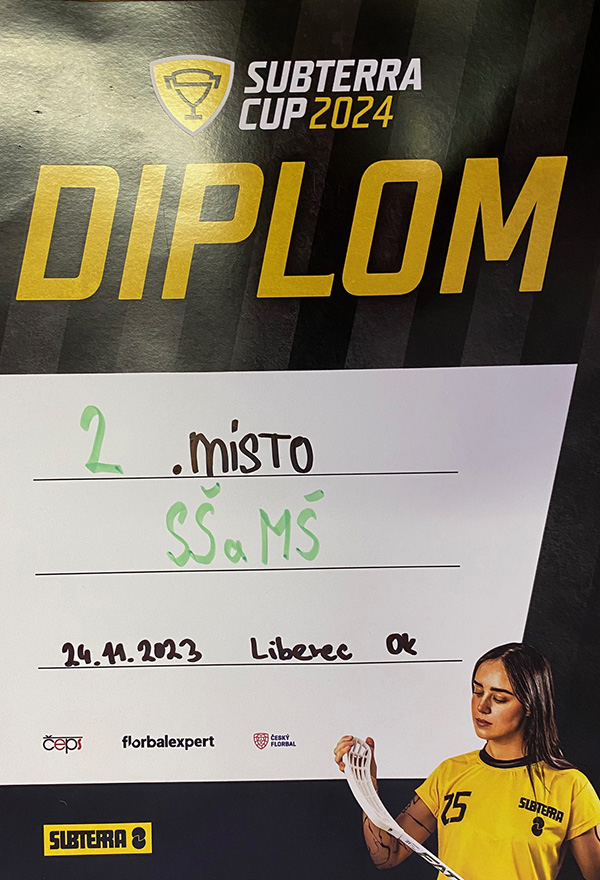 SUBTERRA
CUP 2024
DIPLOM
2 .místo
SŠ a MŠ
24.11.2023 Liberec Ok
čeps
florbalexpert
ČESKÝ
FLORBAL
25
SUBTERRA
SUBTERRA